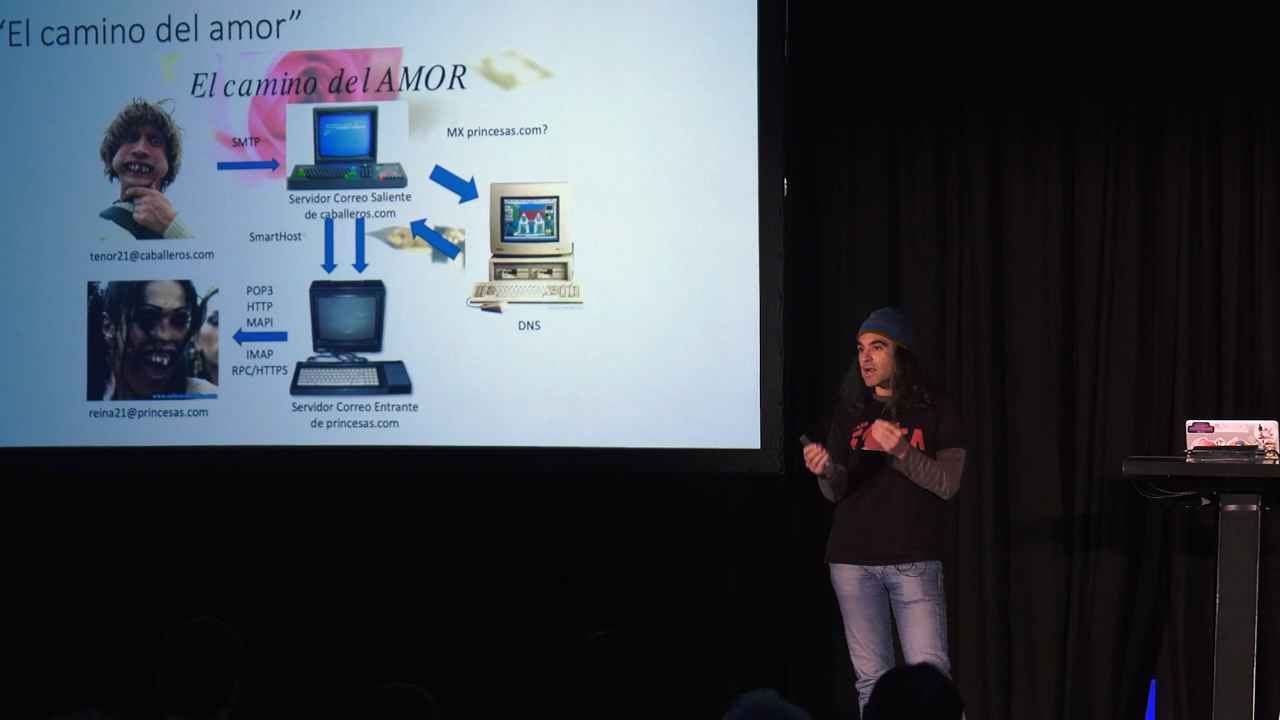 “El camino del amor”
El camino del AMOR
SMTP
MX princesas.com?
Servidor Correo Saliente
de caballeros.com
SmartHost
tenor21@caballeros.com
POP3
HTTP
MAPI
IMAP
RPC/HTTPS
DNS
reina21@princesas.com
Servidor Correo Entrante
de princesas.com